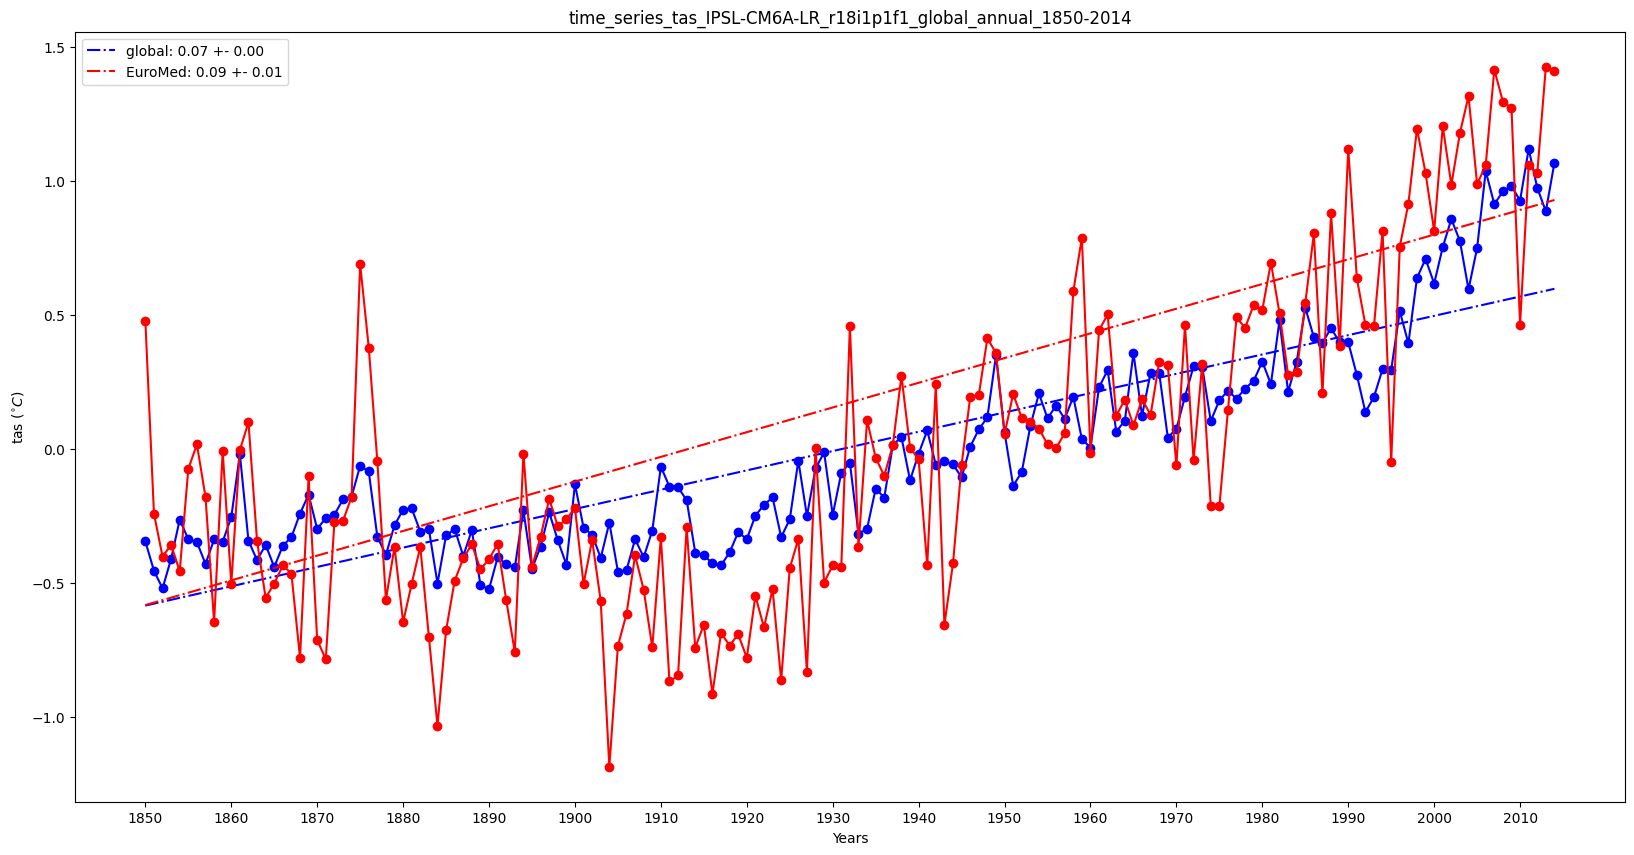 time_series_tas_IPSL-CM6A-LR_r18i1p1f1_global_annual_1850-2014
global: 0.07 +- 0.00
EuroMed: 0.09 +- 0.01
1.5
1.0
0.5
0.0
−0.5
−1.0
tas (°C)
1850 1860 1870 1880 1890 1900 1910 1920 1930 1940 1950 1960 1970 1980 1990 2000 2010
Years